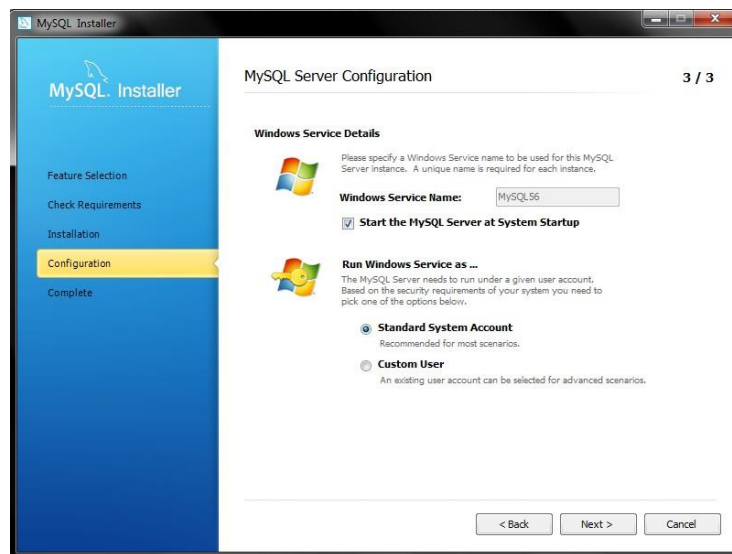 MySQL Installer
MySQL. Installer
MySQL Server Configuration
3 / 3
Feature Selection
Check Requirements
Installation
Configuration
Complete
Windows Service Details
Please specify a Windows Service name to be used for this MySQL
Server instance. A unique name is required for each instance.
Windows Service Name:
MySQL56
Start the MySQL Server at System Startup
Run Windows Service as ...
The MySQL Server needs to run under a given user account.
Based on the security requirements of your system you need to
pick one of the options below.
Standard System Account
Recommended for most scenarios.
Custom User
An existing user account can be selected for advanced scenarios.
< Back
Next >
Cancel